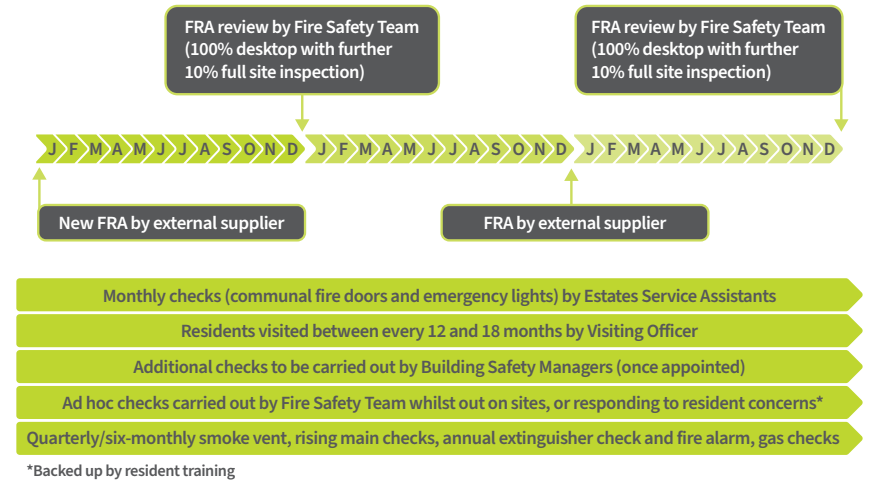 FRA review by Fire Safety Team
(100% desktop with further
10% full site inspection)
FRA review by Fire Safety Team
(100% desktop with further
10% full site inspection)
J F M A M J J A S O N D J F M A M J J A S O N D J F M A M J J A S O N D
New FRA by external supplier
FRA by external supplier
Monthly checks (communal fire doors and emergency lights) by Estates Service Assistants
Residents visited between every 12 and 18 months by Visiting Officer
Additional checks to be carried out by Building Safety Managers (once appointed)
Ad hoc checks carried out by Fire Safety Team whilst out on sites, or responding to resident concerns*
Quarterly/six-monthly smoke vent, rising main checks, annual extinguisher check and fire alarm, gas checks
*Backed up by resident training